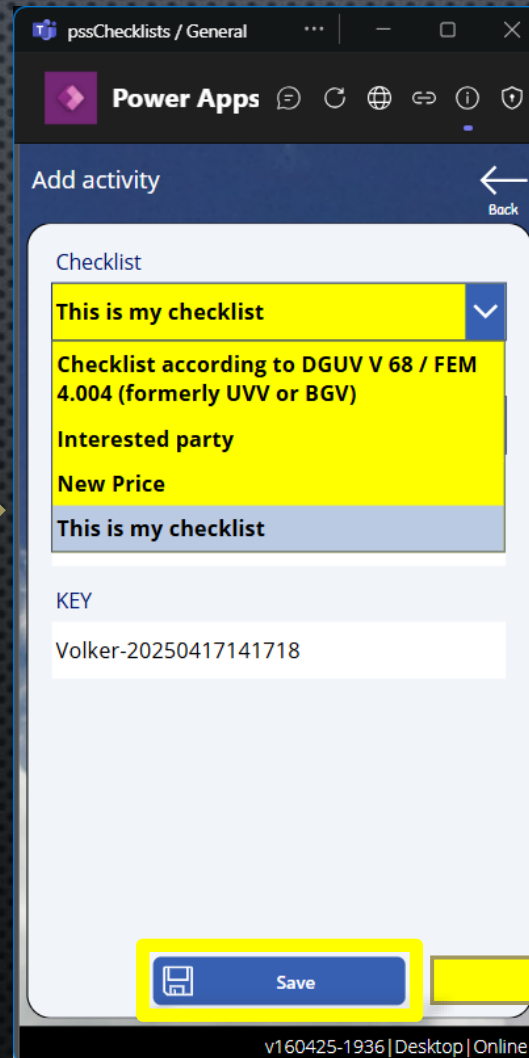 pssChecklists / General
Power Apps
Add activity
Back
Checklist
This is my checklist
Checklist according to DGUV V 68 / FEM
4.004 (formerly UVV or BGV)
Interested party
New Price
This is my checklist
KEY
Volker-20250417141718
Save
v160425-1936|Desktop|Online